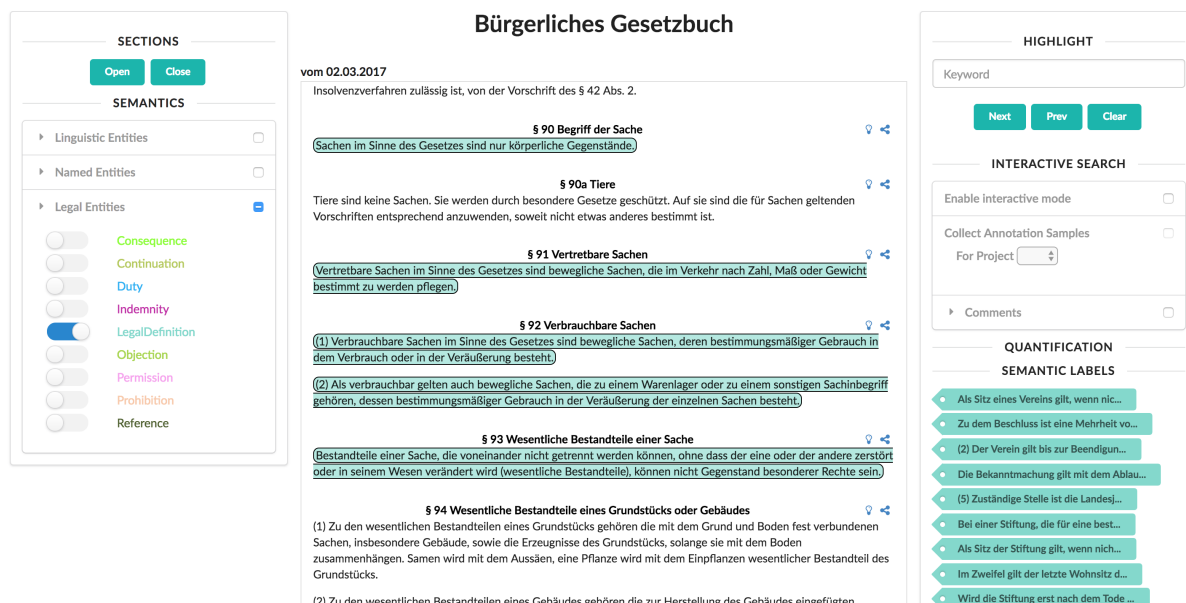 SECTIONS
Open
Close
SEMANTICS
Linguistic Entities
Named Entities
Legal Entities
Consequence
Continuation
Duty
Indemnity
LegalDefinition
Objection
Permission
Prohibition
Reference
Bürgerliches Gesetzbuch
vom 02.03.2017
Insolvenzverfahren zulässig ist, von der Vorschrift des § 42 Abs. 2.
§ 90 Begriff der Sache
Sachen im Sinne des Gesetzes sind nur körperliche Gegenstände.
§ 90a Tiere
Tiere sind keine Sachen. Sie werden durch besondere Gesetze geschützt. Auf sie sind die für Sachen geltenden
Vorschriften entsprechend anzuwenden, soweit nicht etwas anderes bestimmt ist.
§ 91 Vertretbare Sachen
Vertretbare Sachen im Sinne des Gesetzes sind bewegliche Sachen, die im Verkehr nach Zahl, Maß oder Gewicht
bestimmt zu werden pflegen.
§ 92 Verbrauchbare Sachen
(1) Verbrauchbare Sachen im Sinne des Gesetzes sind bewegliche Sachen, deren bestimmungsmäßiger Gebrauch in
dem Verbrauch oder in der Veräußerung besteht.
(2) Als verbrauchbar gelten auch bewegliche Sachen, die zu einem Warenlager oder zu einem sonstigen Sachinbegriff
gehören, dessen bestimmungsmäßiger Gebrauch in der Veräußerung der einzelnen Sachen besteht.
§ 93 Wesentliche Bestandteile einer Sache
Bestandteile einer Sache, die voneinander nicht getrennt werden können, ohne dass der eine oder der andere zerstört
oder in seinem Wesen verändert wird (wesentliche Bestandteile), können nicht Gegenstand besonderer Rechte sein.
§ 94 Wesentliche Bestandteile eines Grundstücks oder Gebäudes
(1) Zu den wesentlichen Bestandteilen eines Grundstücks gehören die mit dem Grund und Boden fest verbundenen
Sachen, insbesondere Gebäude, sowie die Erzeugnisse des Grundstücks, solange sie mit dem Boden
zusammenhängen. Samen wird mit dem Aussäen, eine Pflanze wird mit dem Einpflanzen wesentlicher Bestandteil des
Grundstücks.
(2) Zu den wesentlichen Bestandteilen eines Gebäudes gehören die zur Herstellung des Gebäudes eingefügten
HIGHLIGHT
Keyword
Next
Prev
Clear
INTERACTIVE SEARCH
Enable interactive mode
Collect Annotation Samples
For Project
Comments
QUANTIFICATION
SEMANTIC LABELS
Als Sitz eines Vereins gilt, wenn nic...
Zu dem Beschluss ist eine Mehrheit vo...
(2) Der Verein gilt bis zur Beendigun...
Die Bekanntmachung gilt mit dem Ablau...
(5) Zuständige Stelle ist die Landesj...
Bei einer Stiftung, die für eine best...
Als Sitz der Stiftung gilt, wenn nich...
Im Zweifel gilt der letzte Wohnsitz d...
Wird die Stiftung erst nach dem Tode ...